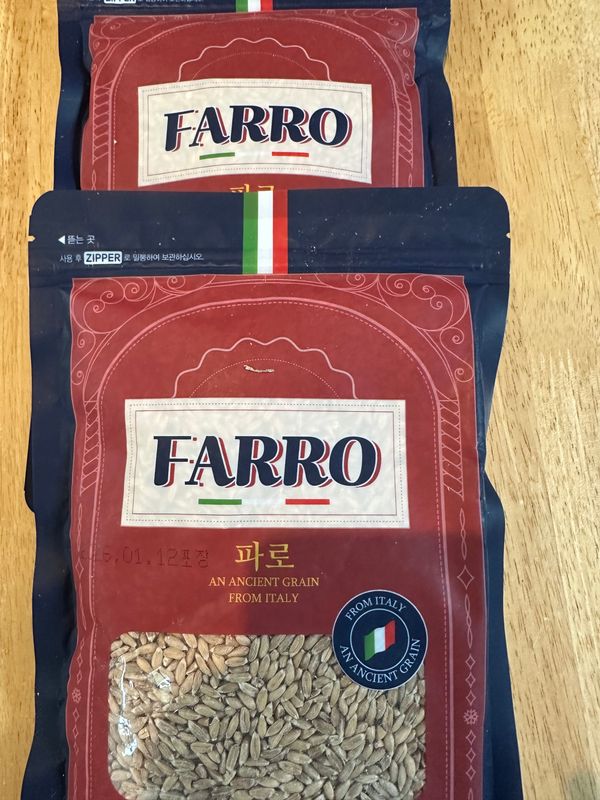 ZIPPER
FARRO
파로
◀ 뜯는 곳
사용 후 ZIPPER로 밀봉하여 보관하십시오.
FARRO
.01.12포장
파로
AN ANCIENT GRAIN
FROM ITALY
FROM ITALY
AN ANCIENT GRAIN